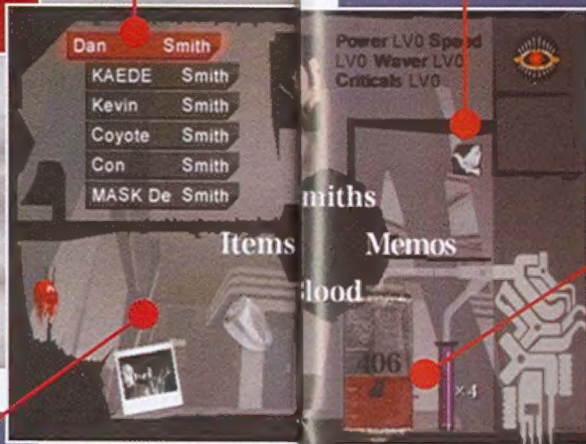 Dan Smith
KAEDE Smith
Kevin Smith
Coyote Smith
Con Smith
MASK De Smith
Power LV0 Speed
LV0 Waver LV0
Criticals LV0
miths
Items
Memos
lood
406
×4